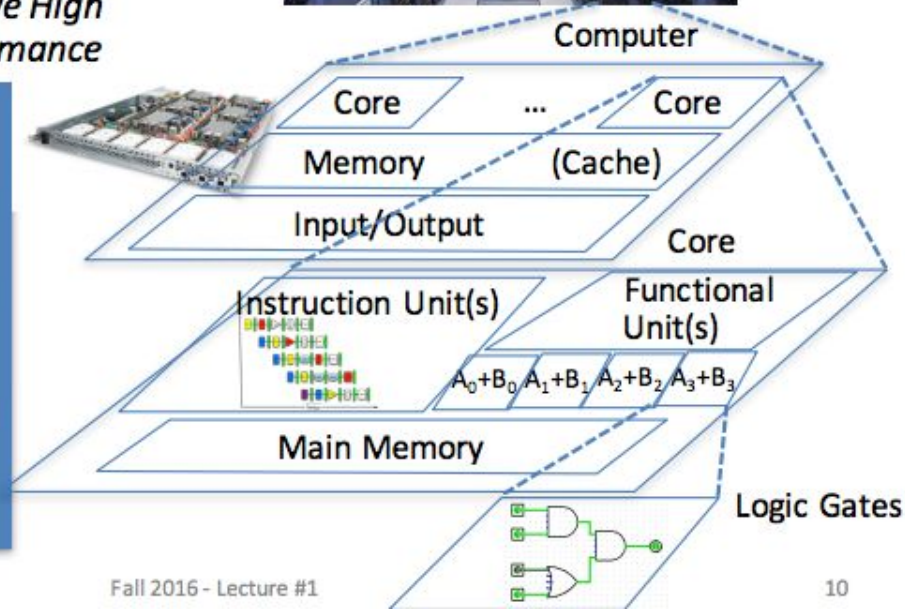 High
Computer
Core ... Core
Memory (Cache)
Input/Output
Core
Instruction Unit(s)
Functional
Unit(s)
A₀+B₀ A₁+B₁ A₂+B₂ A₃+B₃
Main Memory
Logic Gates
Fall 2016 - Lecture #1
10